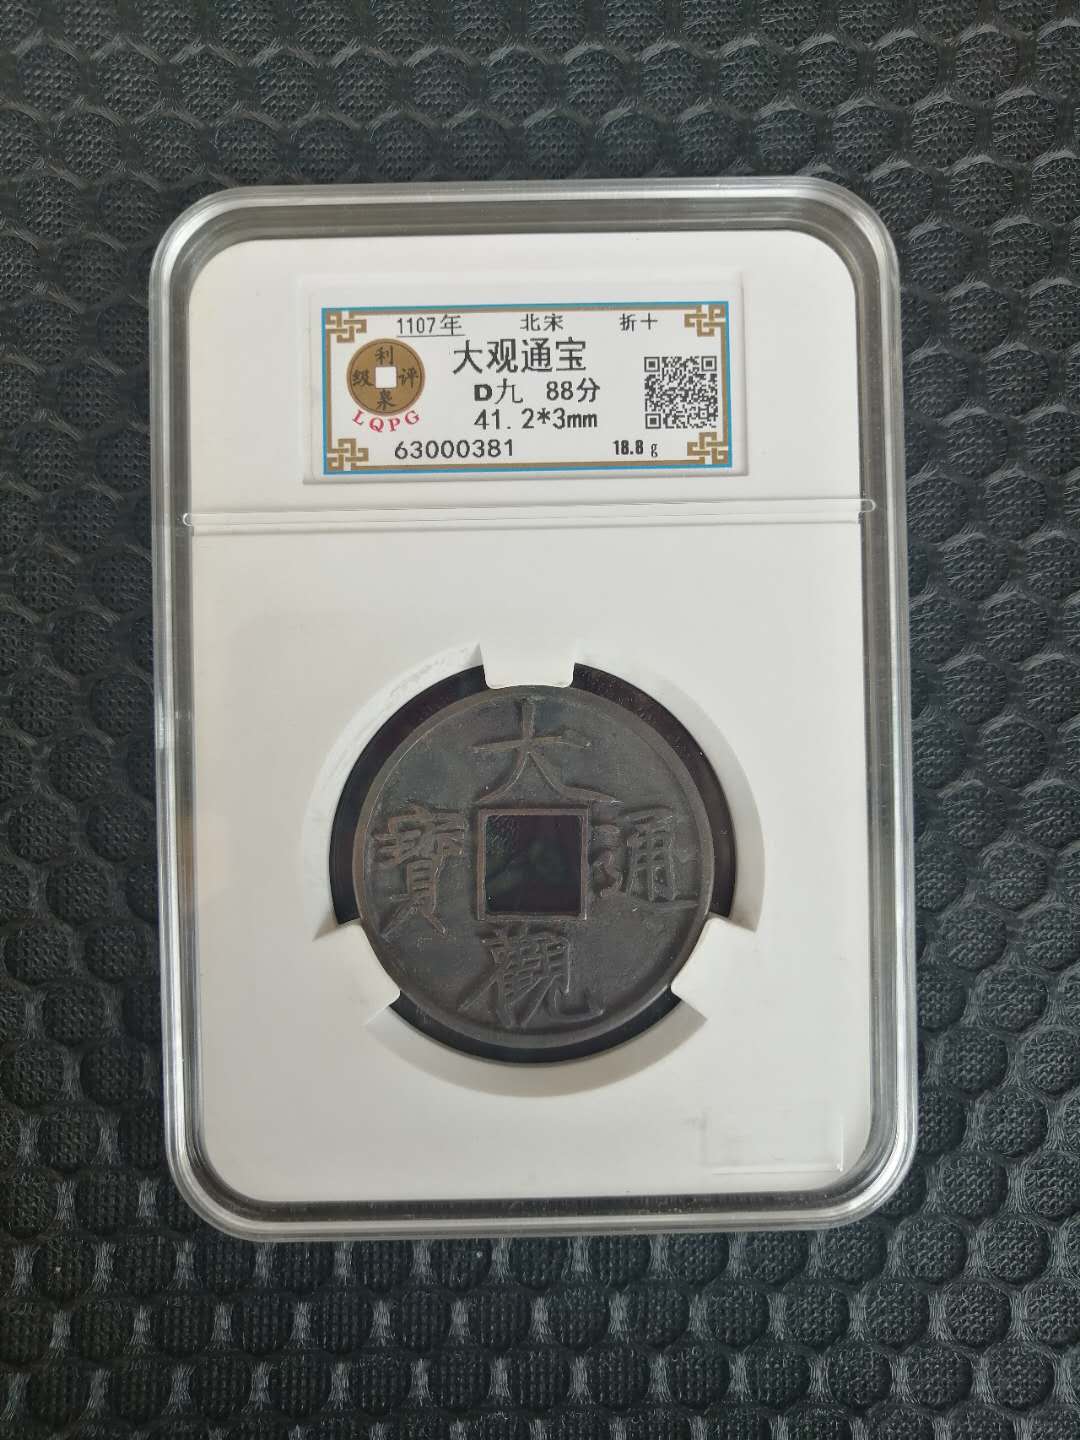 1107年 北宋 折十
大观通宝
利泉评级
D九 88分
LQPG
41.2*3mm
63000381 18.8g
大觀通寶